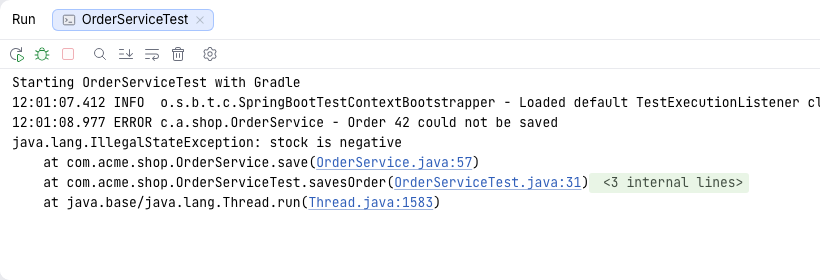 Run OrderServiceTest
Starting OrderServiceTest with Gradle
12:01:07.412 INFO  o.s.b.t.c.SpringBootTestContextBootstrapper - Loaded default TestExecutionListener cl
12:01:08.977 ERROR c.a.shop.OrderService - Order 42 could not be saved
java.lang.IllegalStateException: stock is negative
    at com.acme.shop.OrderService.save(OrderService.java:57)
    at com.acme.shop.OrderServiceTest.savesOrder(OrderServiceTest.java:31) <3 internal lines>
    at java.base/java.lang.Thread.run(Thread.java:1583)